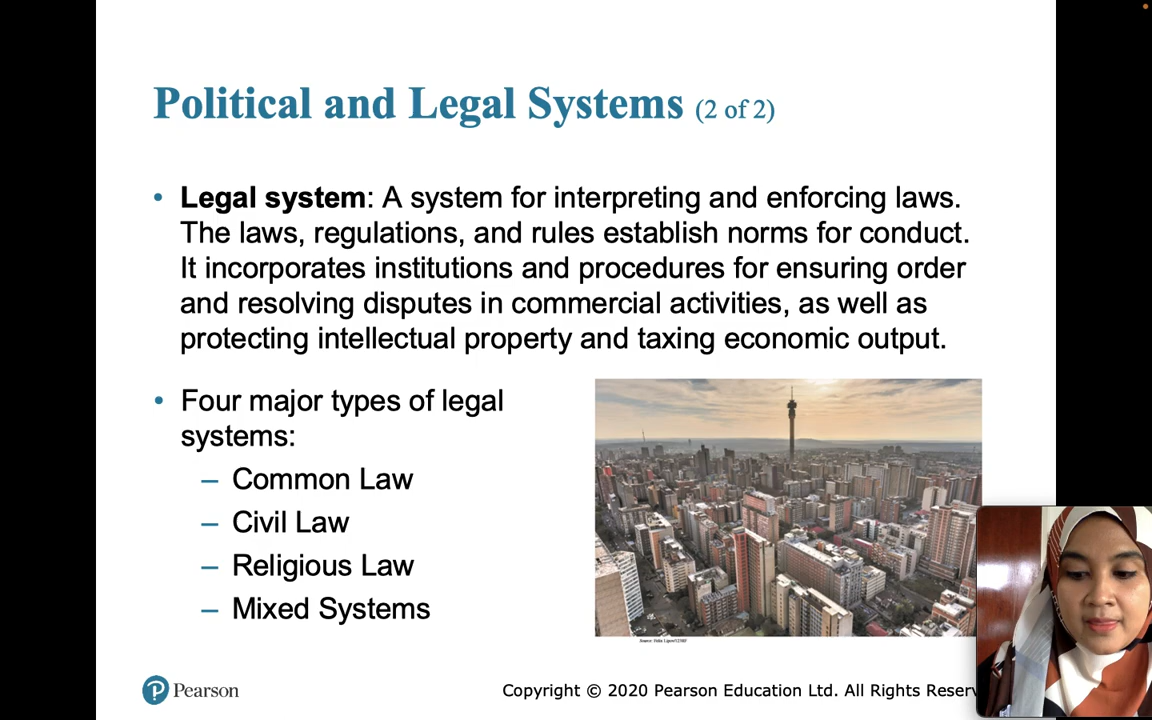 Political and Legal Systems (2 of 2)
• Legal system: A system for interpreting and enforcing laws.
The laws, regulations, and rules establish norms for conduct.
It incorporates institutions and procedures for ensuring order
and resolving disputes in commercial activities, as well as
protecting intellectual property and taxing economic output.
• Four major types of legal
systems:
– Common Law
– Civil Law
– Religious Law
– Mixed Systems
Pearson
Copyright © 2020 Pearson Education Ltd. All Rights Reserv